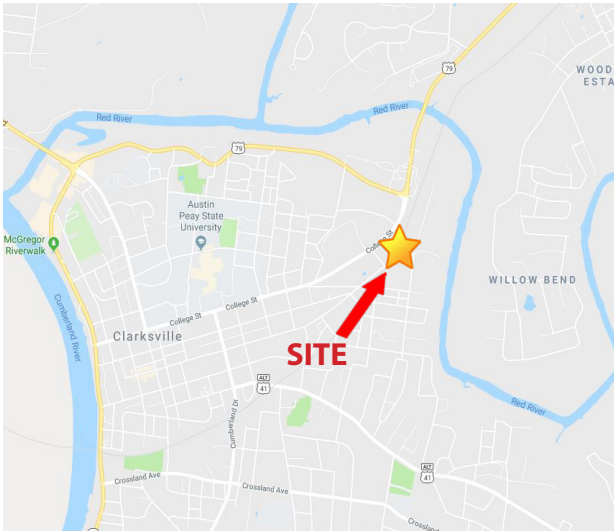 79
WOOD
ESTA
Red River
Red River
79
Austin
Peay State
University
College St
McGregor
Riverwalk
WILLOW BEND
Cumberland River
College St
College St
Clarksville
SITE
ALT
41
Cumberland Dr
Red River
ALT
41
Crossland Ave
Crossland Ave
Crossla